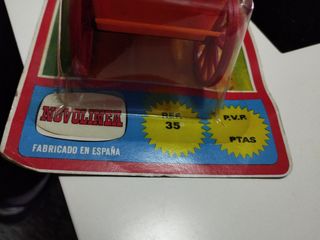 NOVOLINEA
REF.
35
P.V.P.
PTAS
FABRICADO EN ESPAÑA